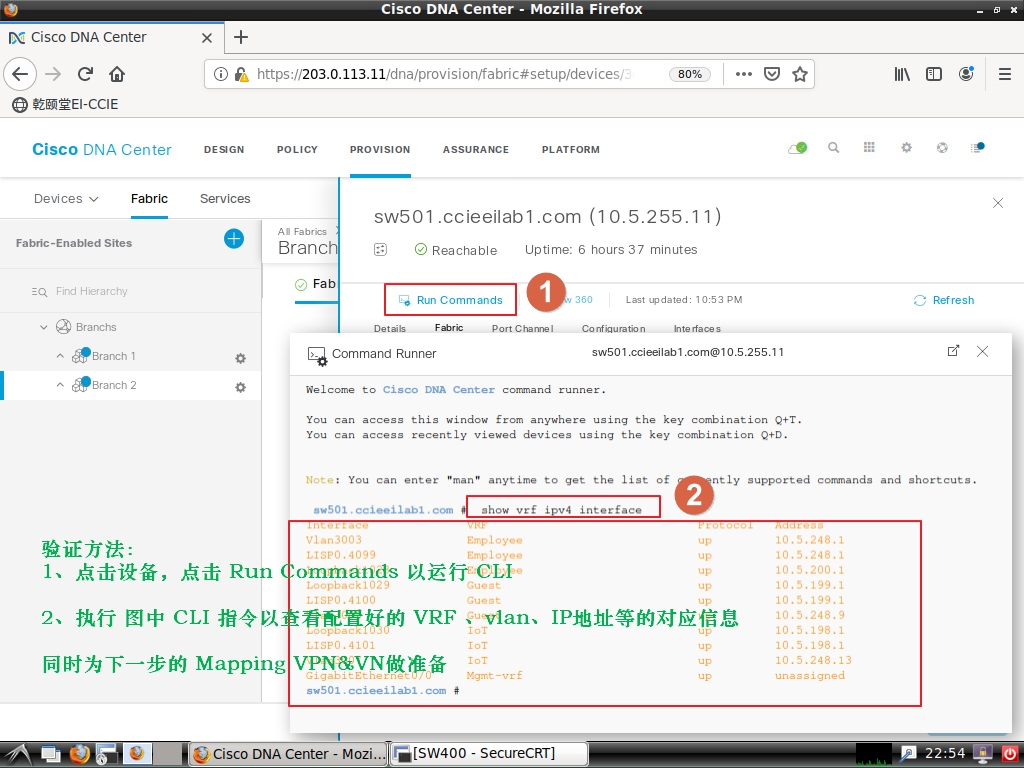 Cisco DNA Center - Mozilla Firefox
Cisco DNA Center
https://203.0.113.11/dna/provision/fabric#setup/devices/3 80%
乾颐堂EI-CCIE
Cisco DNA Center DESIGN POLICY PROVISION ASSURANCE PLATFORM
Devices Fabric Services
Fabric-Enabled Sites
Find Hierarchy
Branchs
Branch 1
Branch 2
All Fabrics
Branch
Fab
sw501.ccieeilab1.com (10.5.255.11)
Reachable Uptime: 6 hours 37 minutes
Run Commands 1 360 Last updated: 10:53 PM Refresh
Details Fabric Port Channel Configuration Interfaces
Command Runner sw501.ccieeilab1.com@10.5.255.11
Welcome to Cisco DNA Center command runner.
You can access this window from anywhere using the key combination Q+T.
You can access recently viewed devices using the key combination Q+D.
Note: You can enter "man" anytime to get the list of currently supported commands and shortcuts.
2
sw501.ccieeilab1.com # show vrf ipv4 interface
Interface VRF Protocol Address
Vlan3003 Employee up 10.5.248.1
LISP0.4099 Employee up 10.5.248.1
Employee up 10.5.200.1
Loopback1029 Guest up 10.5.199.1
LISP0.4100 Guest up 10.5.199.1
Guest up 10.5.248.9
Loopback1030 IoT up 10.5.198.1
LISP0.4101 IoT up 10.5.198.1
IoT up 10.5.248.13
GigabitEthernet0/0 Mgmt-vrf up unassigned
sw501.ccieeilab1.com #
验证方法:
1、点击设备，点击 Run Commands 以运行 CLI
2、执行 图中 CLI 指令以查看配置好的 VRF 、vlan、IP地址等的对应信息
同时为下一步的 Mapping VPN&VN做准备
Cisco DNA Center - Mozi... [SW400 - SecureCRT] 22:54